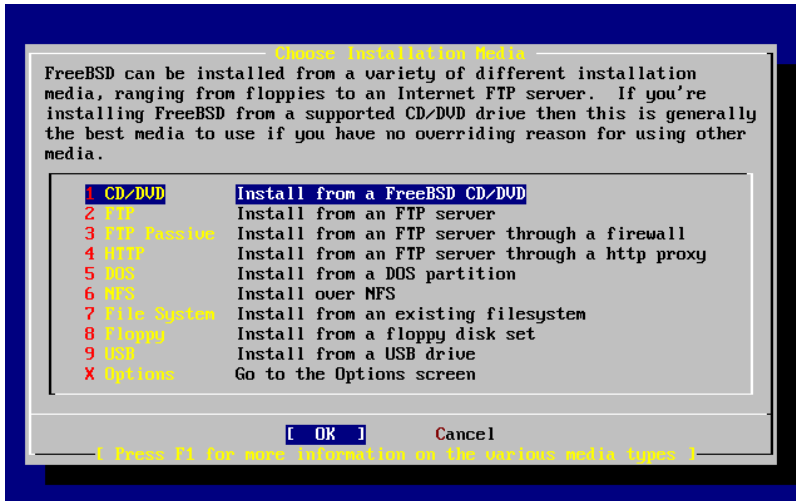 Choose Installation Media
FreeBSD can be installed from a variety of different installation
media, ranging from floppies to an Internet FTP server.  If you're
installing FreeBSD from a supported CD/DVD drive then this is generally
the best media to use if you have no overriding reason for using other
media.
1 CD/DVD Install from a FreeBSD CD/DVD
2 FTP Install from an FTP server
3 FTP Passive Install from an FTP server through a firewall
4 HTTP Install from an FTP server through a http proxy
5 DOS Install from a DOS partition
6 NFS Install over NFS
7 File System Install from an existing filesystem
8 Floppy Install from a floppy disk set
9 USB Install from a USB drive
X Options Go to the Options screen
[ OK ] Cancel
[ Press F1 for more information on the various media types ]